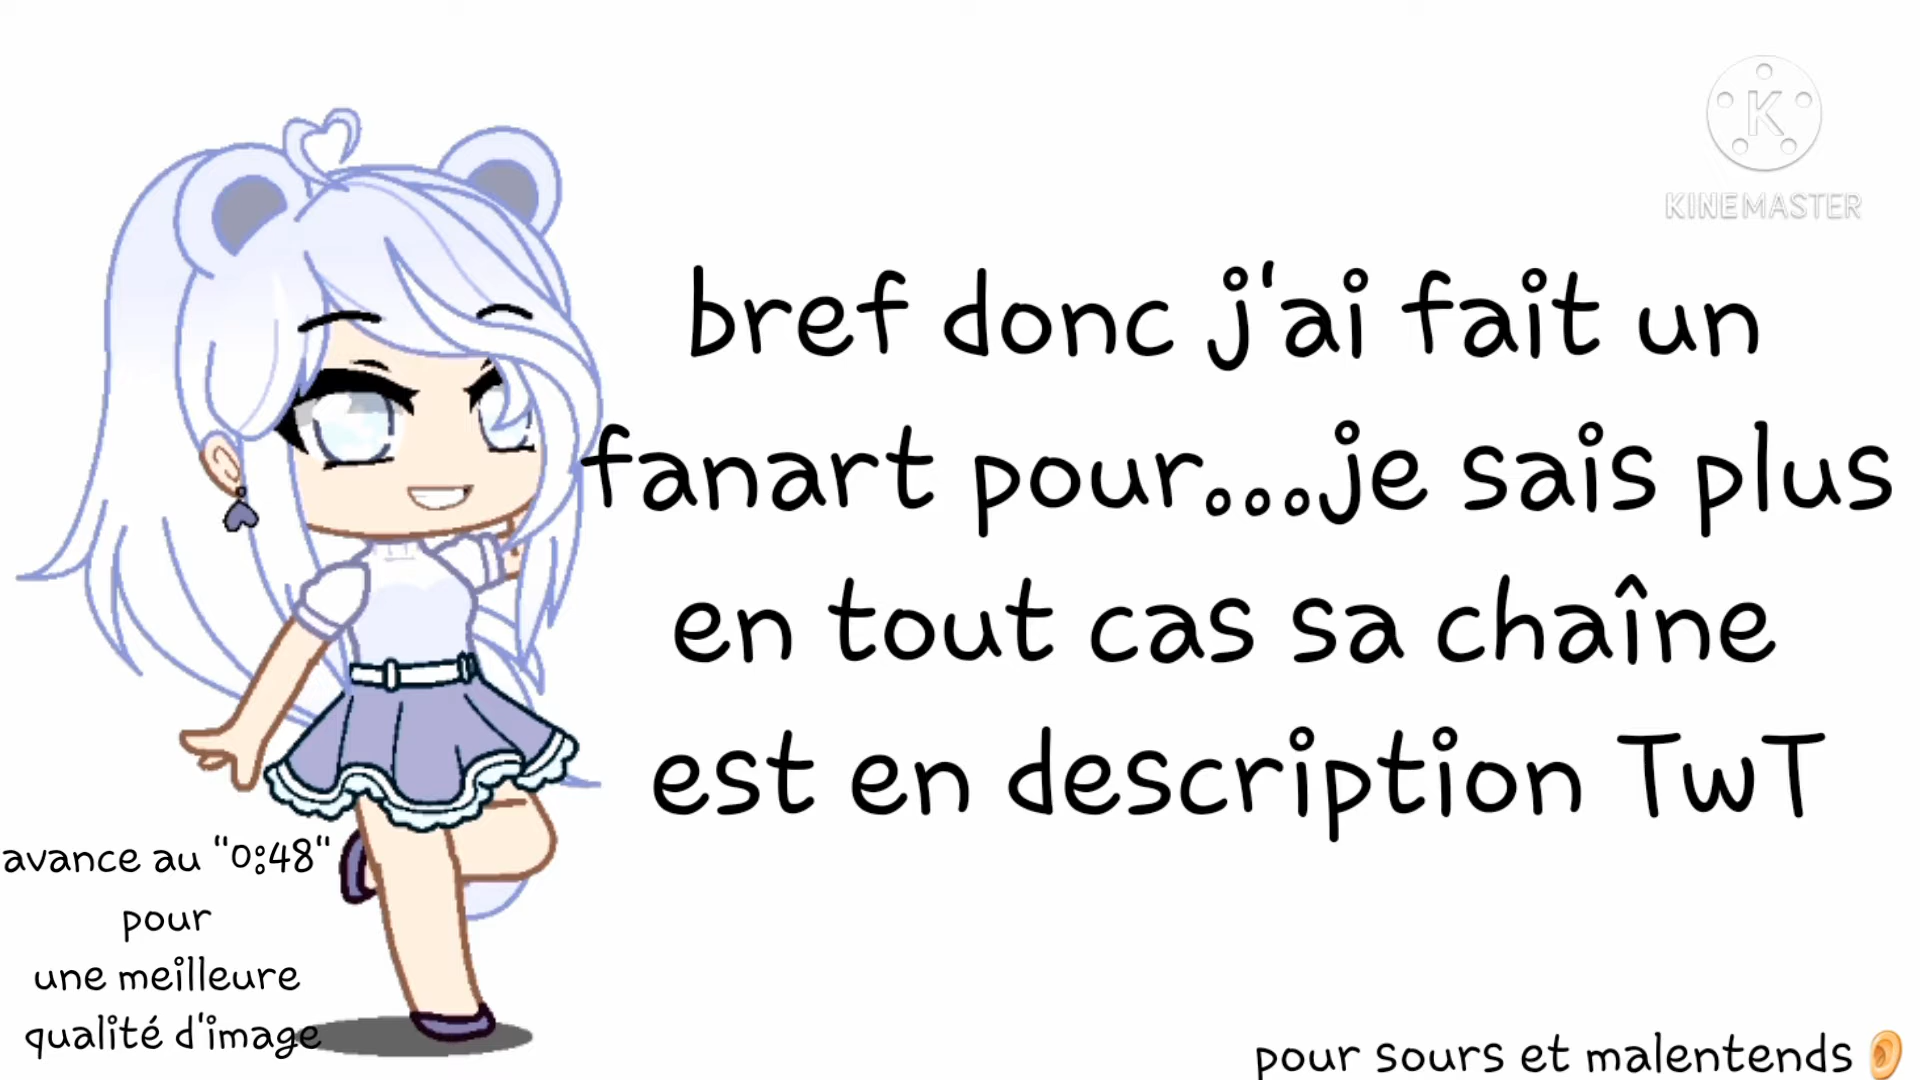 KINEMASTER
bref donc j'ai fait un
fanart pour...je sais plus
en tout cas sa chaîne
est en description TwT
avance au "0:48"
pour
une meilleure
qualité d'image
pour sours et malentends 👂